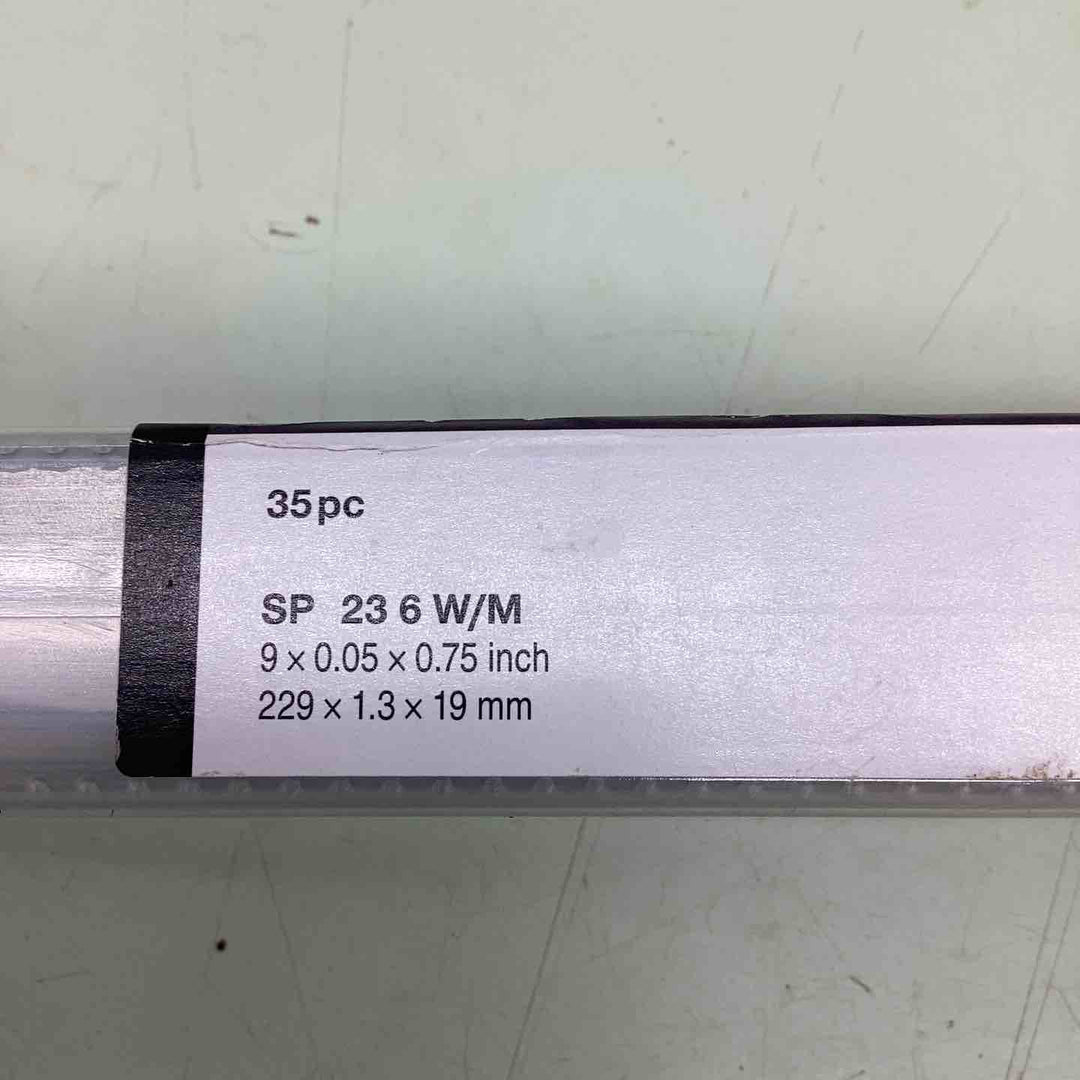 35pc
SP 23 6 W/M
9 × 0.05 × 0.75 inch
229 × 1.3 × 19 mm